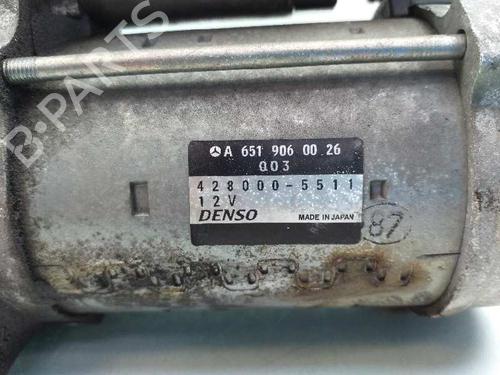 B-PARTS
A 651 906 00 26
Q03
428000-5511
12V
DENSO MADE IN JAPAN
87